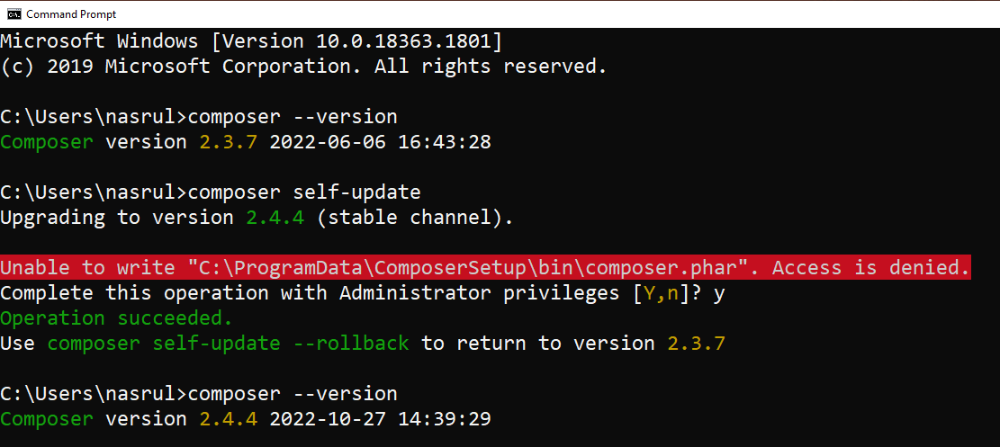 Command Prompt
Microsoft Windows [Version 10.0.18363.1801]
(c) 2019 Microsoft Corporation. All rights reserved.
C:\Users\nasrul>composer --version
Composer version 2.3.7 2022-06-06 16:43:28
C:\Users\nasrul>composer self-update
Upgrading to version 2.4.4 (stable channel).
Unable to write "C:\ProgramData\ComposerSetup\bin\composer.phar". Access is denied.
Complete this operation with Administrator privileges [Y,n]? y
Operation succeeded.
Use composer self-update --rollback to return to version 2.3.7
C:\Users\nasrul>composer --version
Composer version 2.4.4 2022-10-27 14:39:29